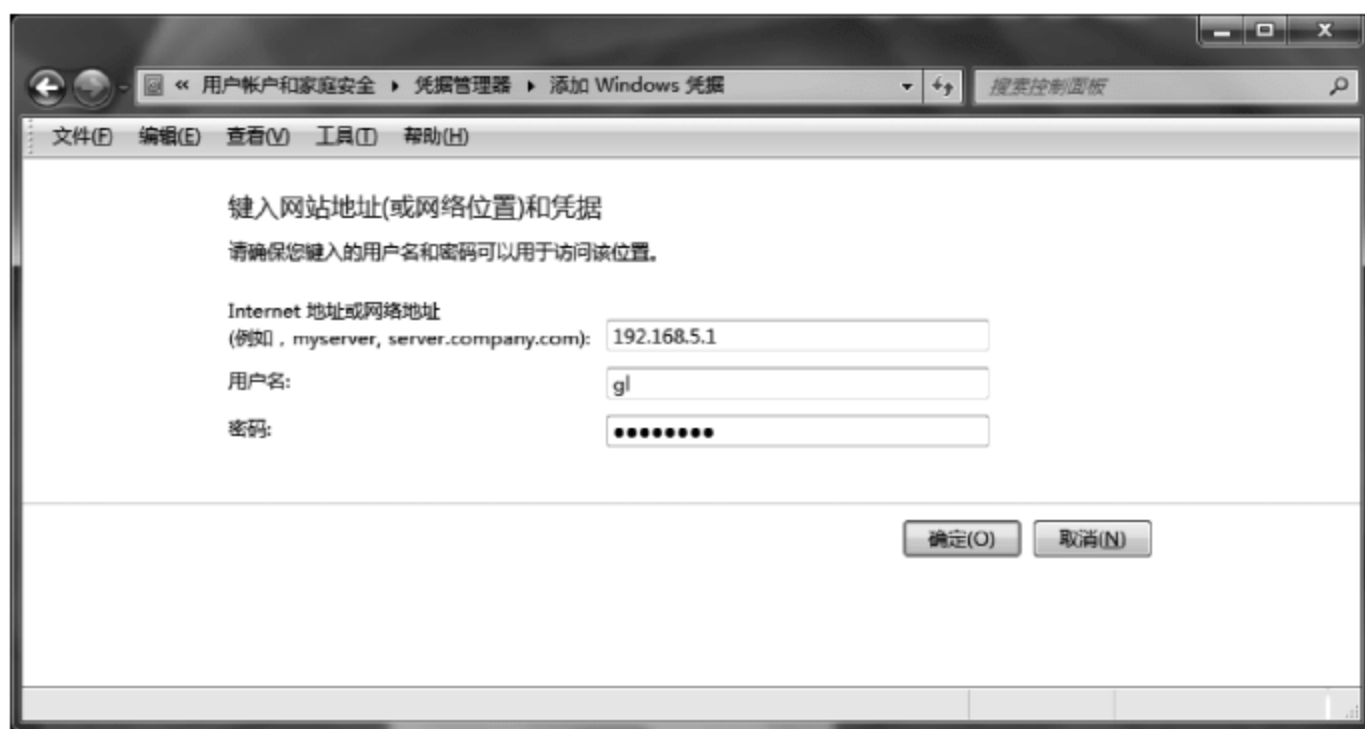 « 用户帐户和家庭安全 ▸ 凭据管理器 ▸ 添加 Windows 凭据
搜索控制面板
文件(F) 编辑(E) 查看(V) 工具(T) 帮助(H)
键入网站地址(或网络位置)和凭据
请确保您键入的用户名和密码可以用于访问该位置。
Internet 地址或网络地址
(例如，myserver, server.company.com): 192.168.5.1
用户名: gl
密码: ●●●●●●●●
确定(O) 取消(N)